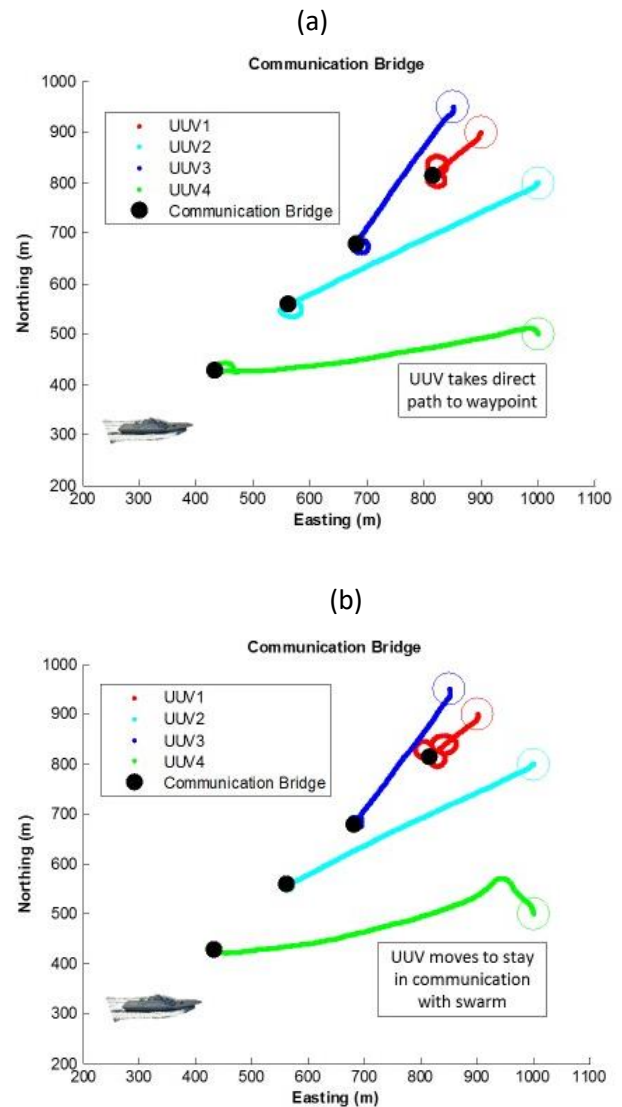 (a)
Communication Bridge
1000
900
800
700
600
500
400
300
200
Northing (m)
UUV1
UUV2
UUV3
UUV4
Communication Bridge
UUV takes direct
path to waypoint
200 300 400 500 600 700 800 900 1000 1100
Easting (m)
(b)
Communication Bridge
1000
900
800
700
600
500
400
300
200
Northing (m)
UUV1
UUV2
UUV3
UUV4
Communication Bridge
UUV moves to stay
in communication
with swarm
200 300 400 500 600 700 800 900 1000 1100
Easting (m)